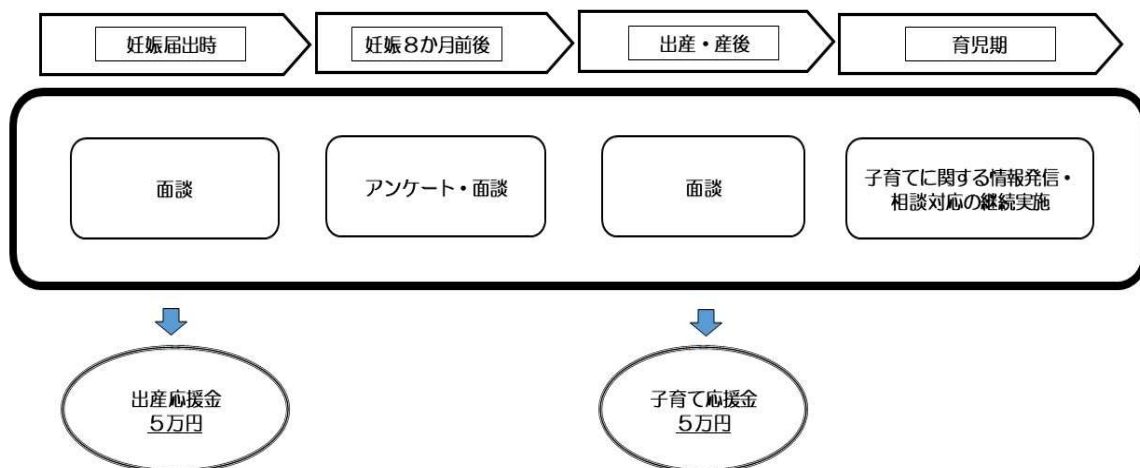 妊娠届出時
妊娠８か月前後
出産・産後
育児期
面談
アンケート・面談
面談
子育てに関する情報発信・
相談対応の継続実施
出産応援金
５万円
子育て応援金
５万円